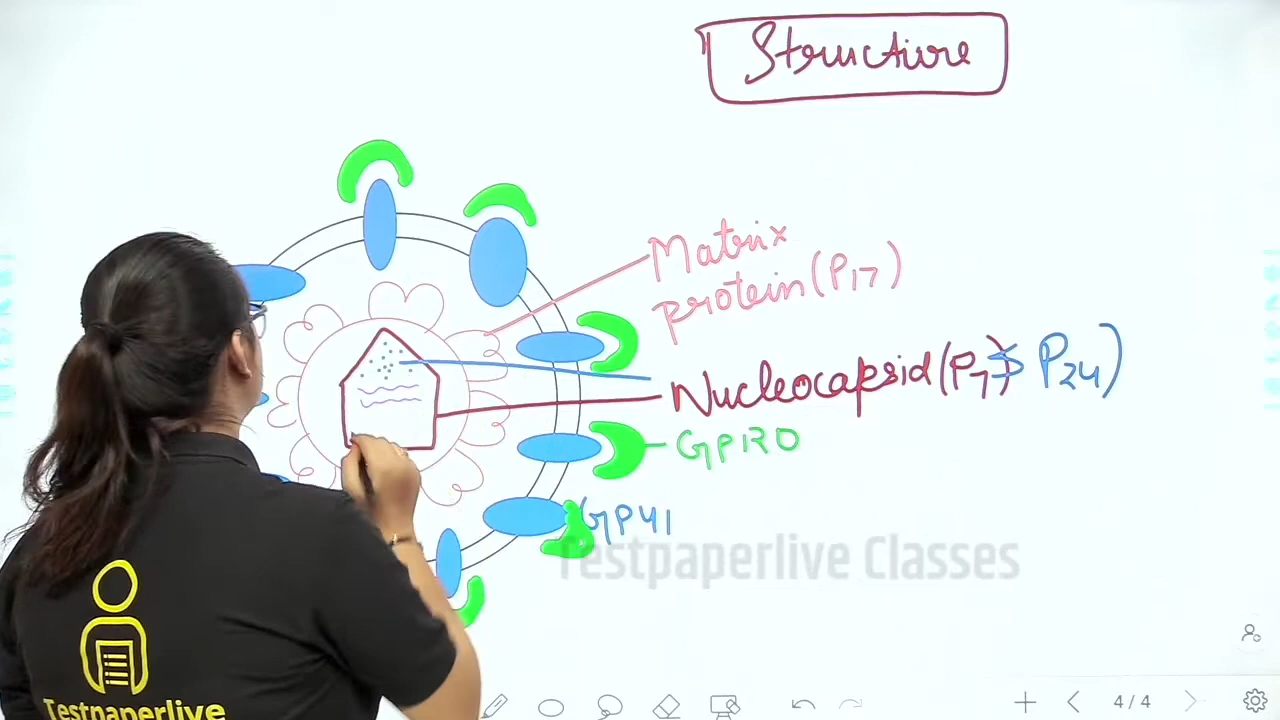 Structure
Matrix
protein (P17)
Nucleocapsid (P7, P24)
GP120
GP41
Testpaperlive Classes
4 / 4
Testpaperlive